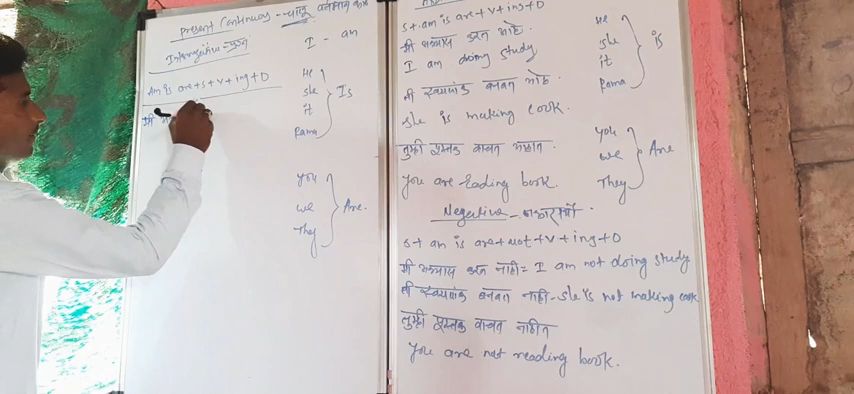 Present Continuous - चालू वर्तमान काळ
Interrogative - प्रश्न
I - am
Am is are + s + v + ing + O
He
she
it
Rama
Is
you
we
They
Are.
मी
s + am is are + v + ing + O
मी अभ्यास करत आहे.
I am doing study
ती स्वयंपाक बनवत आहे.
she is making cook.
तुम्ही पुस्तक वाचत आहात.
You are reading book.
He
she
it
Rama
is
you
we
They
Are
Negative - नकारार्थी
s + am is are + not + v + ing + O
मी अभ्यास करत नाही = I am not doing study
ती स्वयंपाक बनवत नाही - she is not making cook
तुम्ही पुस्तक वाचत नाहीत
You are not reading book.